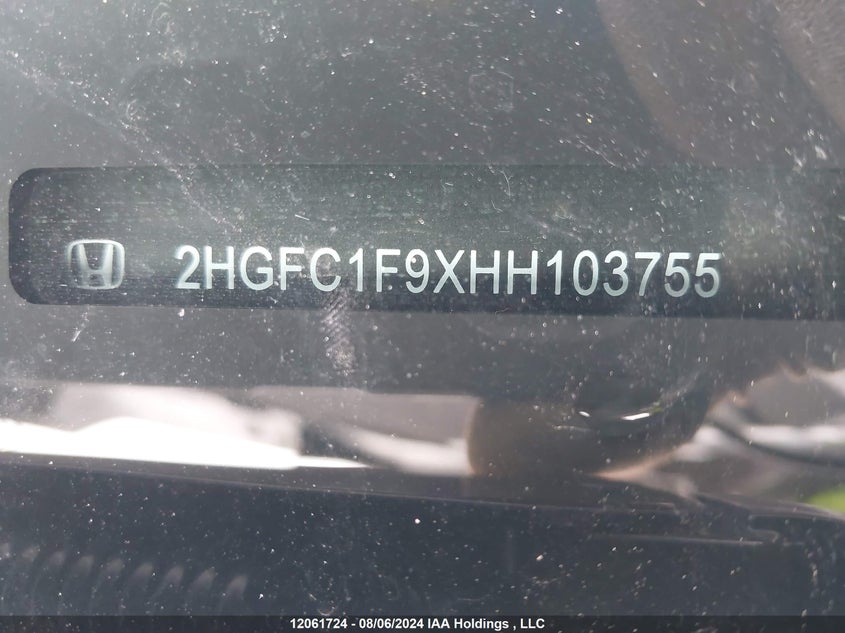 2HGFC1F9XHH103755
12061724 - 08/06/2024 IAA Holdings , LLC